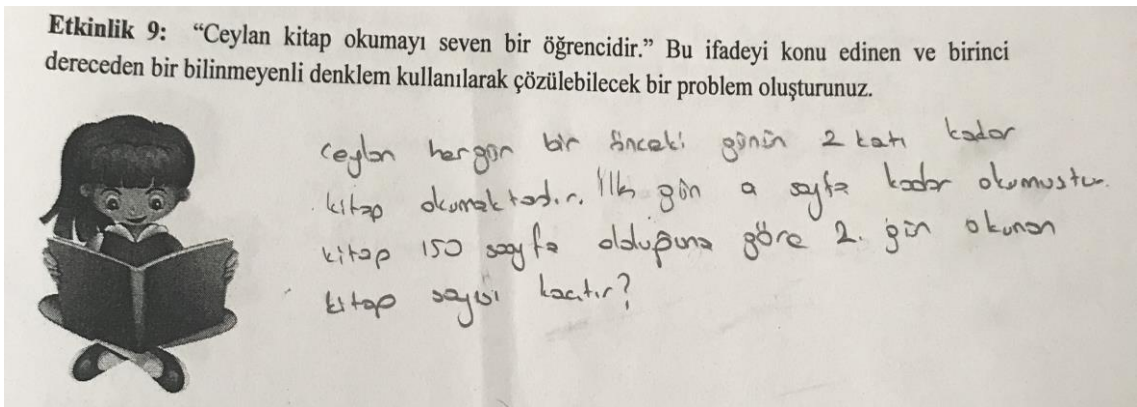 Etkinlik 9: “Ceylan kitap okumayı seven bir öğrencidir.” Bu ifadeyi konu edinen ve birinci
dereceden bir bilinmeyenli denklem kullanılarak çözülebilecek bir problem oluşturunuz.
Ceylan hergün bir önceki günün 2 katı kadar
kitap okumaktadır. İlk gün a sayfa kadar okumuştur.
kitap 150 sayfa olduğuna göre 2. gün okunan
kitap sayısı kaçtır?